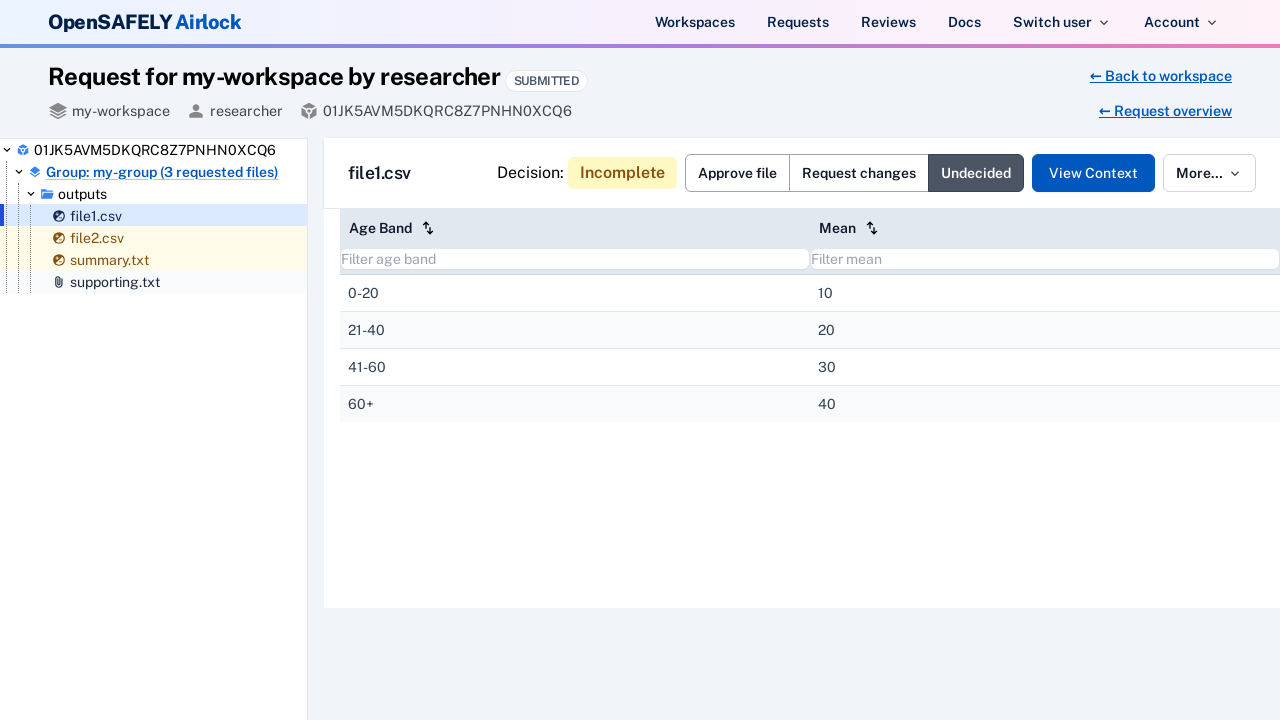 OpenSAFELY Airlock
Workspaces Requests Reviews Docs Switch user Account
Request for my-workspace by researcher SUBMITTED
← Back to workspace
my-workspace researcher 01JK5AVM5DKQRC8Z7PNHN0XCQ6
← Request overview
01JK5AVM5DKQRC8Z7PNHN0XCQ6
Group: my-group (3 requested files)
outputs
file1.csv
file2.csv
summary.txt
supporting.txt
file1.csv Decision: Incomplete Approve file Request changes Undecided View Context More...
Age Band Mean
Filter age band Filter mean
0-20 10
21-40 20
41-60 30
60+ 40